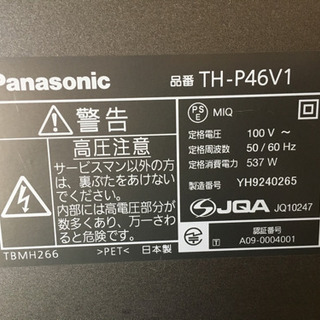 Panasonic
品番 TH-P46V1
警告
高圧注意
サービスマン以外の方
は、裏ぶたをあけない
でください。
内部には高電圧部分が
数多くあり、万一さわ
ると危険です。
TBMH266
>PET<
日本製
PS
E
MIQ
定格電圧 100 V ～
定格周波数 50 / 60 Hz
定格消費電力 537 W
製造番号 YH9240265
JQA JQ10247
T
認証番号
A09-0004001